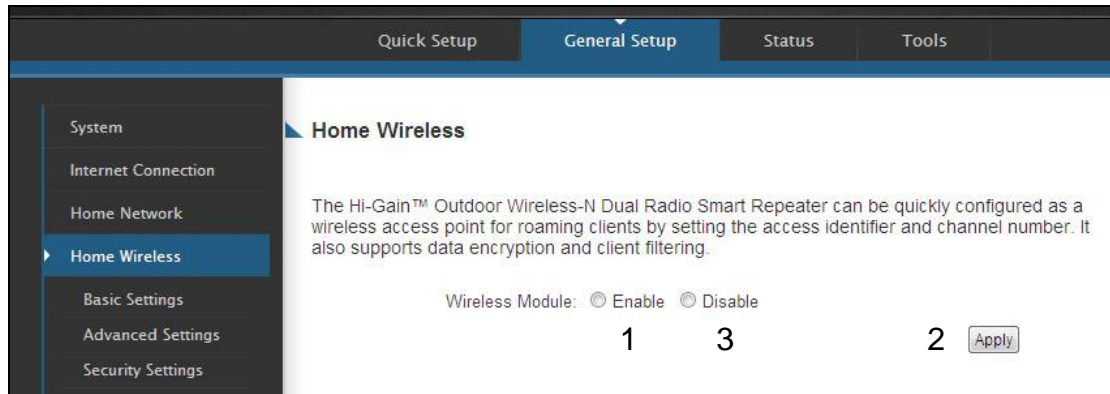 Quick Setup General Setup Status Tools
System
Internet Connection
Home Network
Home Wireless
Basic Settings
Advanced Settings
Security Settings
Home Wireless
The Hi-Gain™ Outdoor Wireless-N Dual Radio Smart Repeater can be quickly configured as a
wireless access point for roaming clients by setting the access identifier and channel number. It
also supports data encryption and client filtering.
Wireless Module: Enable Disable
1 3 2 Apply